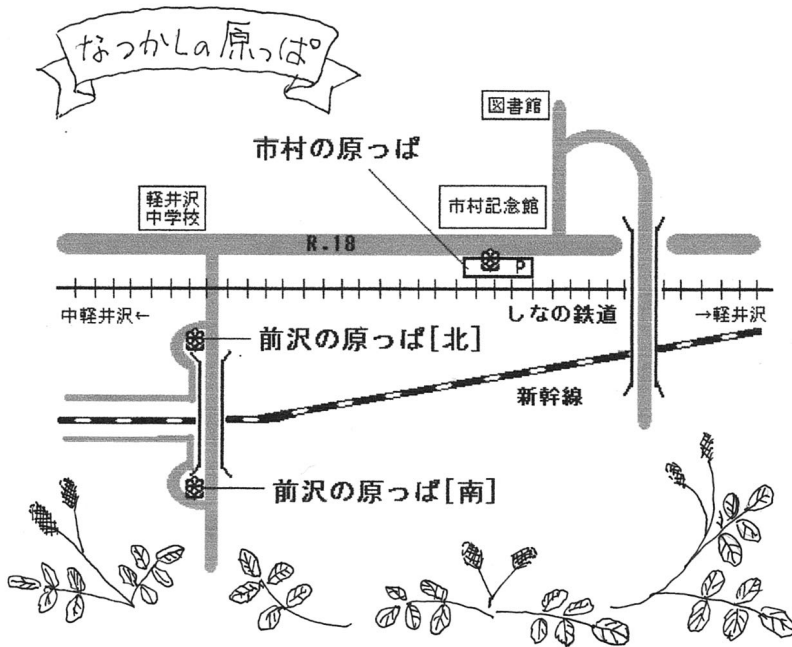 なつかしの原っぱ
図書館
市村の原っぱ
軽井沢
中学校
市村記念館
R.18
P
中軽井沢←
しなの鉄道
→軽井沢
前沢の原っぱ[北]
新幹線
前沢の原っぱ[南]